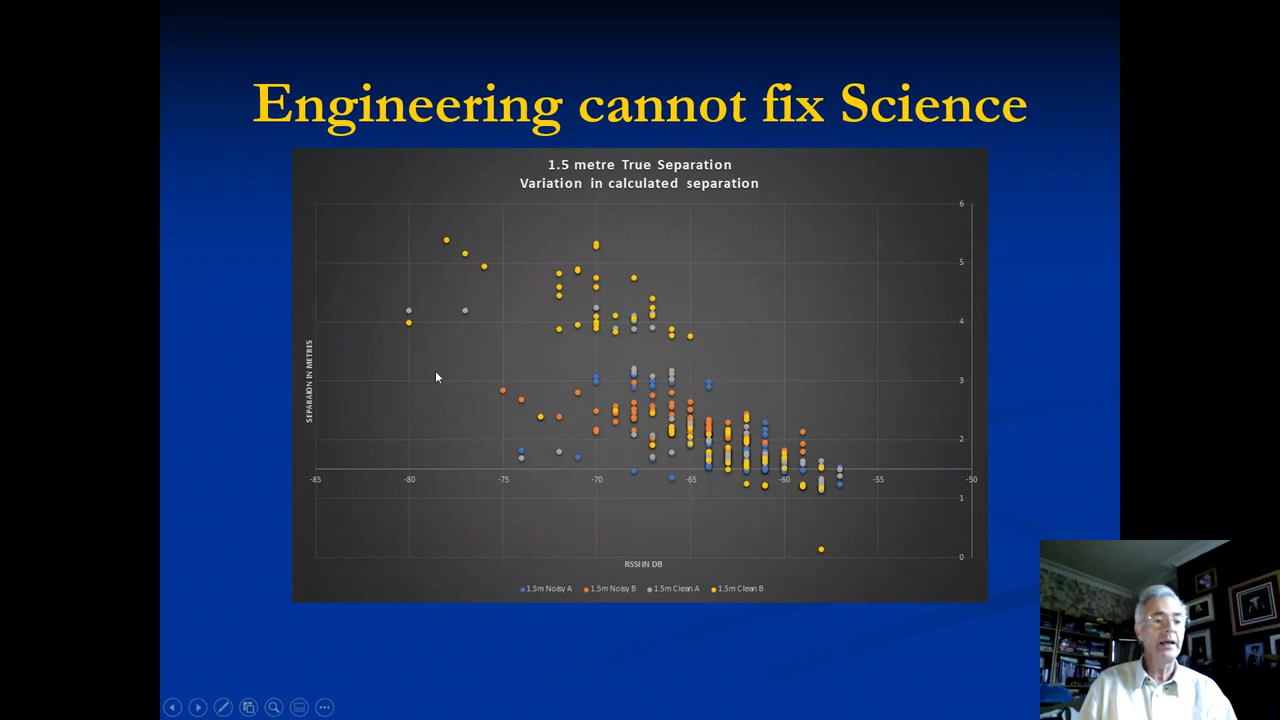 Engineering cannot fix Science
1.5 metre True Separation
Variation in calculated separation
6
5
4
3
2
1
0
SEPARAION IN METRES
-85 -80 -75 -70 -65 -60 -55 -50
RSSI IN DB
1.5m Noisy A 1.5m Noisy B 1.5m Clean A 1.5m Clean B